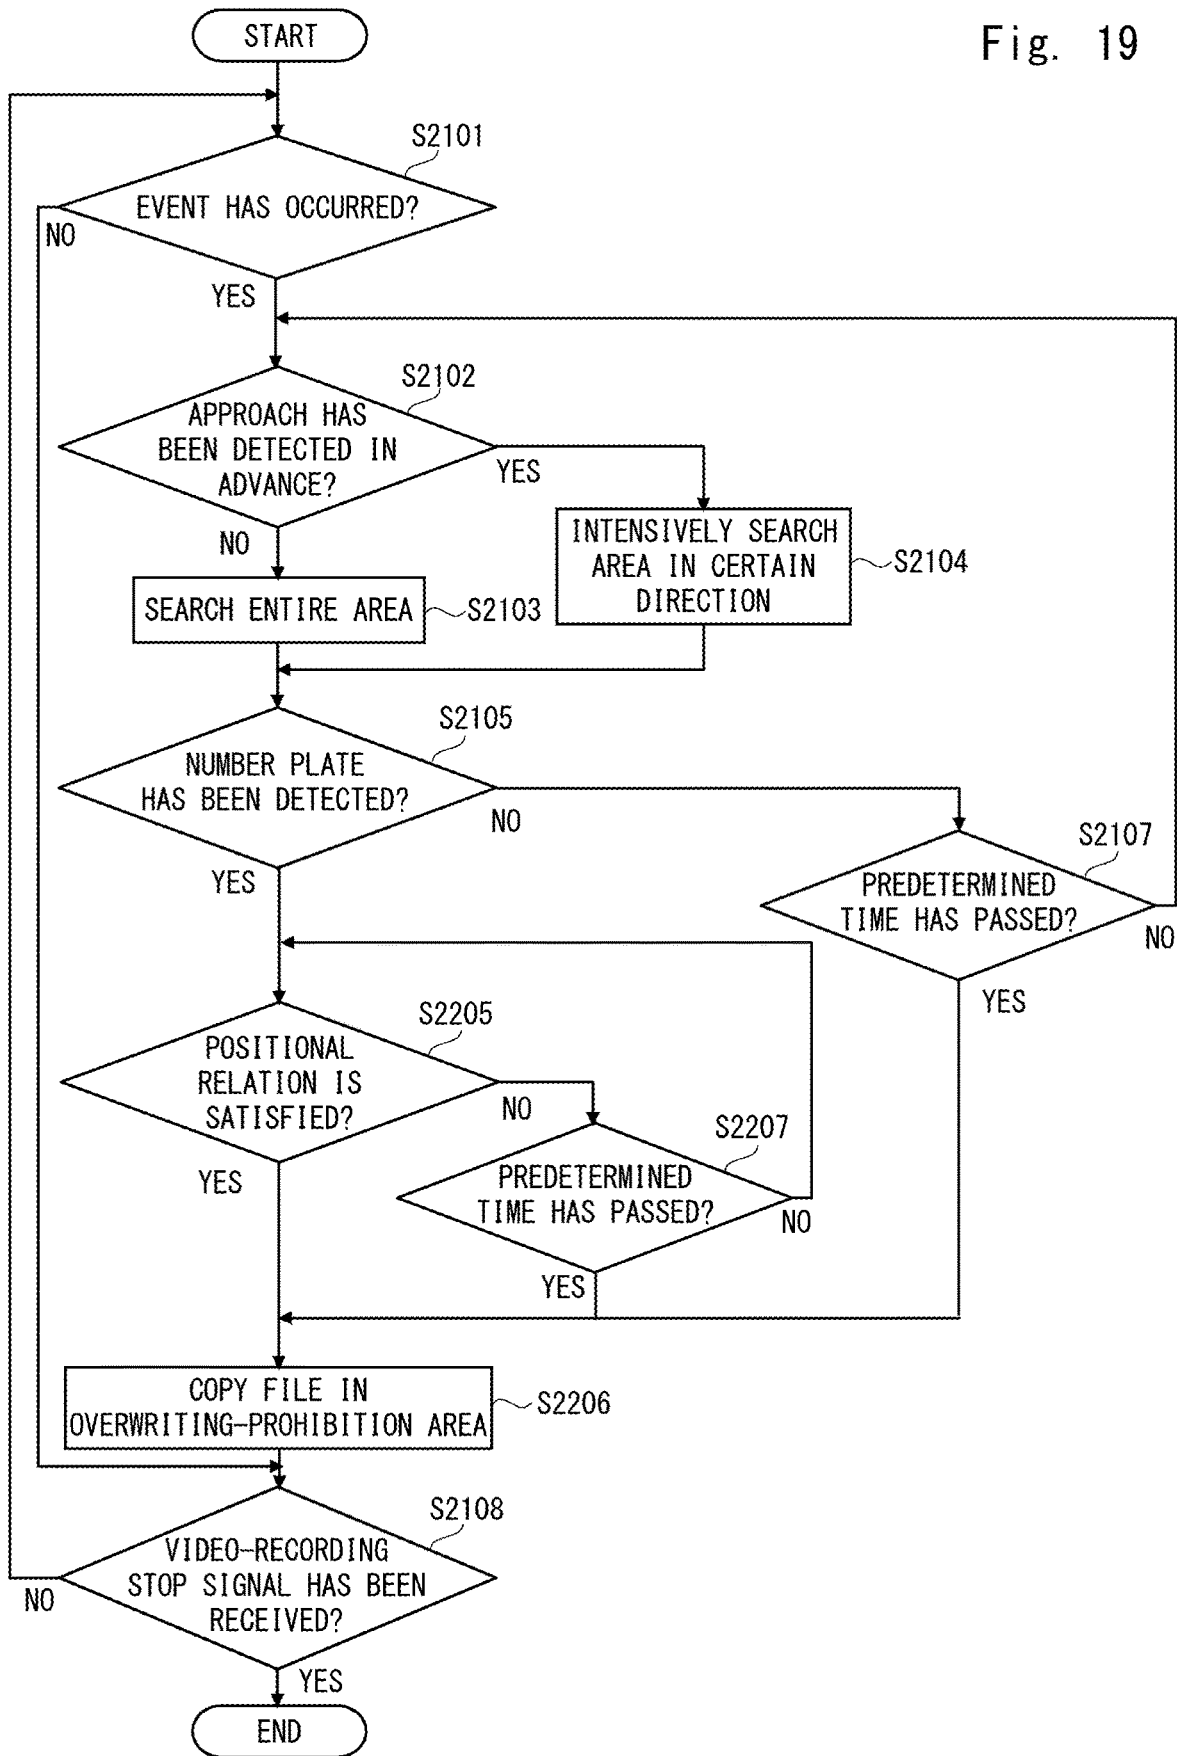 START
Fig. 19
S2101
EVENT HAS OCCURRED?
NO
YES
S2102
APPROACH HAS
BEEN DETECTED IN
ADVANCE?
YES
NO
INTENSIVELY SEARCH
AREA IN CERTAIN
DIRECTION
S2104
SEARCH ENTIRE AREA
S2103
S2105
NUMBER PLATE
HAS BEEN DETECTED?
NO
YES
S2107
PREDETERMINED
TIME HAS PASSED?
NO
YES
S2205
POSITIONAL
RELATION IS
SATISFIED?
NO
YES
S2207
PREDETERMINED
TIME HAS PASSED?
NO
YES
COPY FILE IN
OVERWRITING-PROHIBITION AREA
S2206
S2108
VIDEO-RECORDING
STOP SIGNAL HAS BEEN
RECEIVED?
NO
YES
END